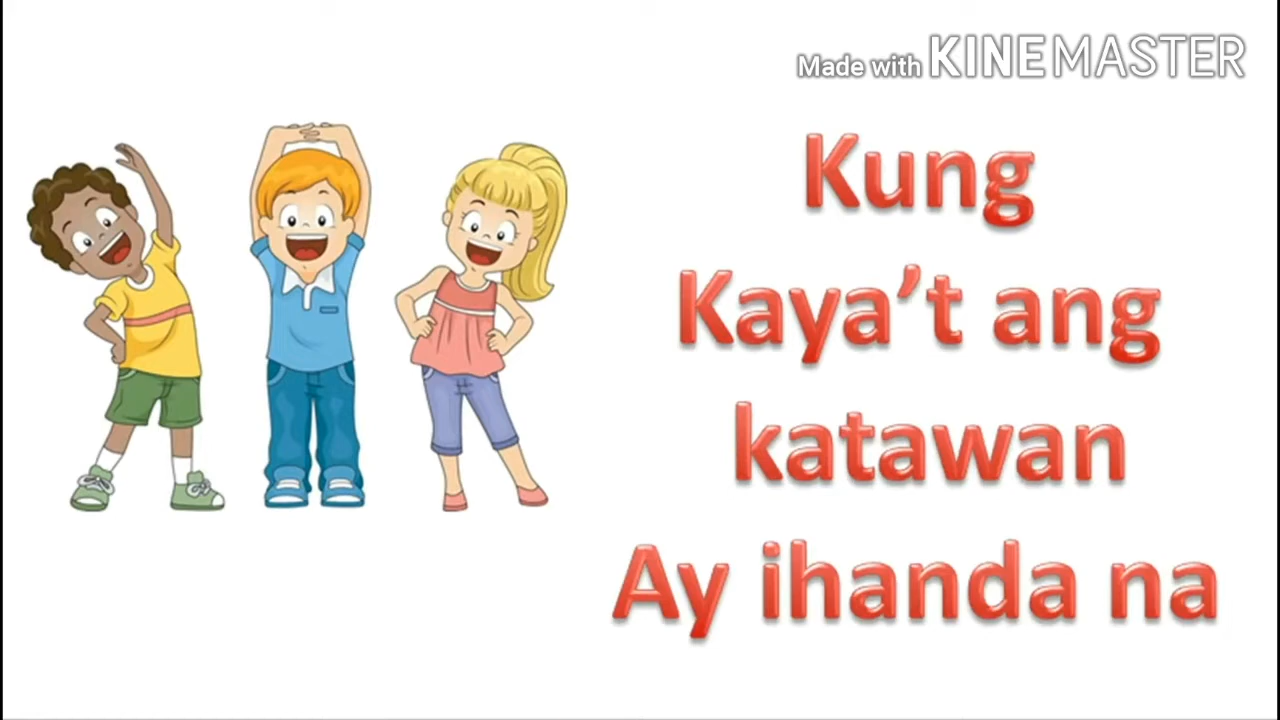 Made with KINEMASTER
Kung
Kaya’t ang
katawan
Ay ihanda na